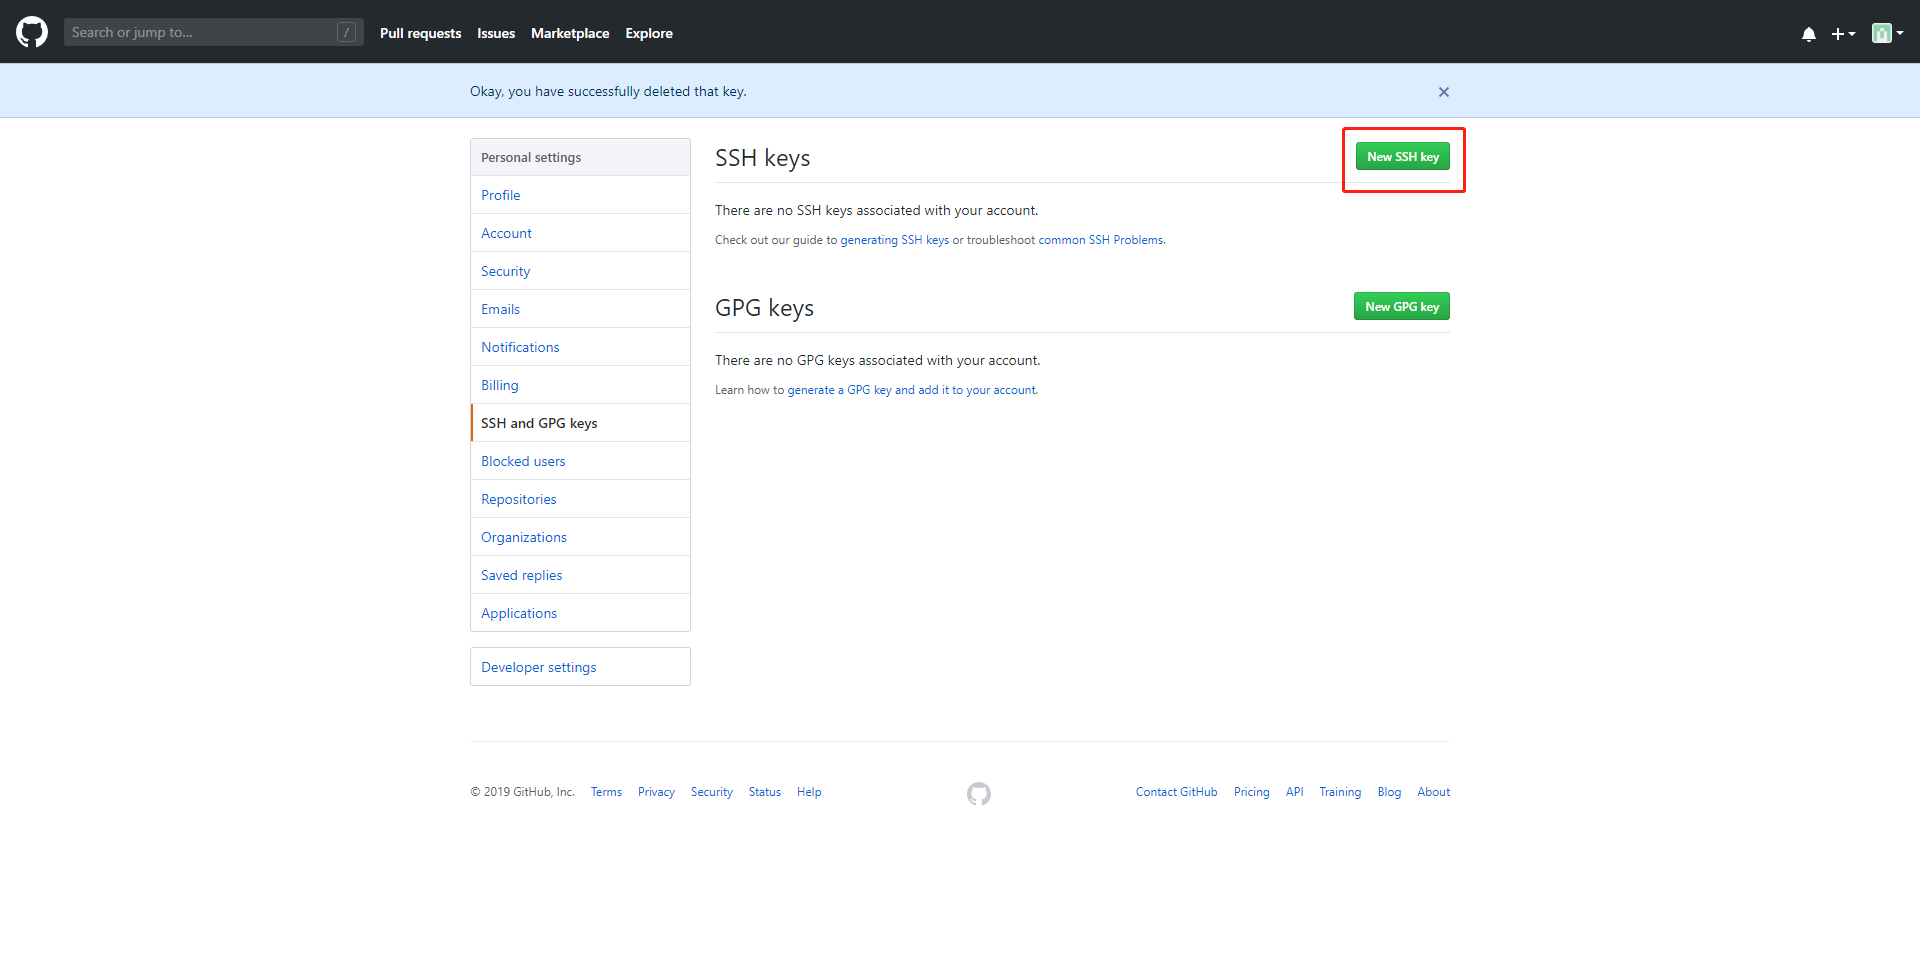 Search or jump to... /
Pull requests Issues Marketplace Explore
Okay, you have successfully deleted that key.
Personal settings
Profile
Account
Security
Emails
Notifications
Billing
SSH and GPG keys
Blocked users
Repositories
Organizations
Saved replies
Applications
Developer settings
SSH keys
New SSH key
There are no SSH keys associated with your account.
Check out our guide to generating SSH keys or troubleshoot common SSH Problems.
GPG keys
New GPG key
There are no GPG keys associated with your account.
Learn how to generate a GPG key and add it to your account.
© 2019 GitHub, Inc. Terms Privacy Security Status Help
Contact GitHub Pricing API Training Blog About